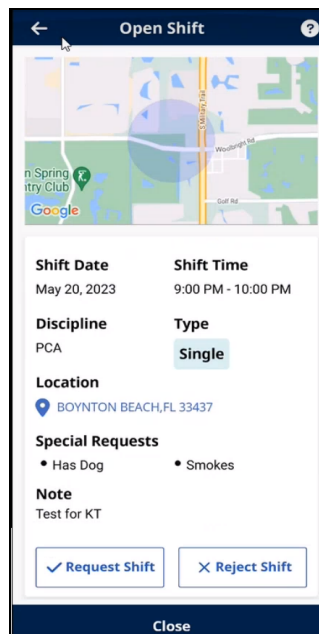 Open Shift
?
S Military Trail
Woolbright Rd
n Spring
ntry Club
Golf Rd
Google
Shift Date
Shift Time
May 20, 2023
9:00 PM - 10:00 PM
Discipline
Type
PCA
Single
Location
BOYNTON BEACH,FL 33437
Special Requests
• Has Dog
• Smokes
Note
Test for KT
Request Shift
Reject Shift
Close